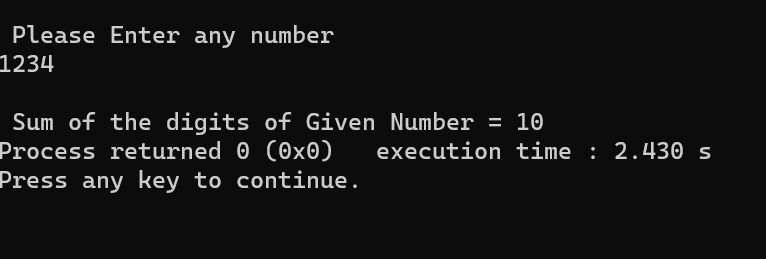 Please Enter any number
1234
Sum of the digits of Given Number = 10
Process returned 0 (0x0)   execution time : 2.430 s
Press any key to continue.